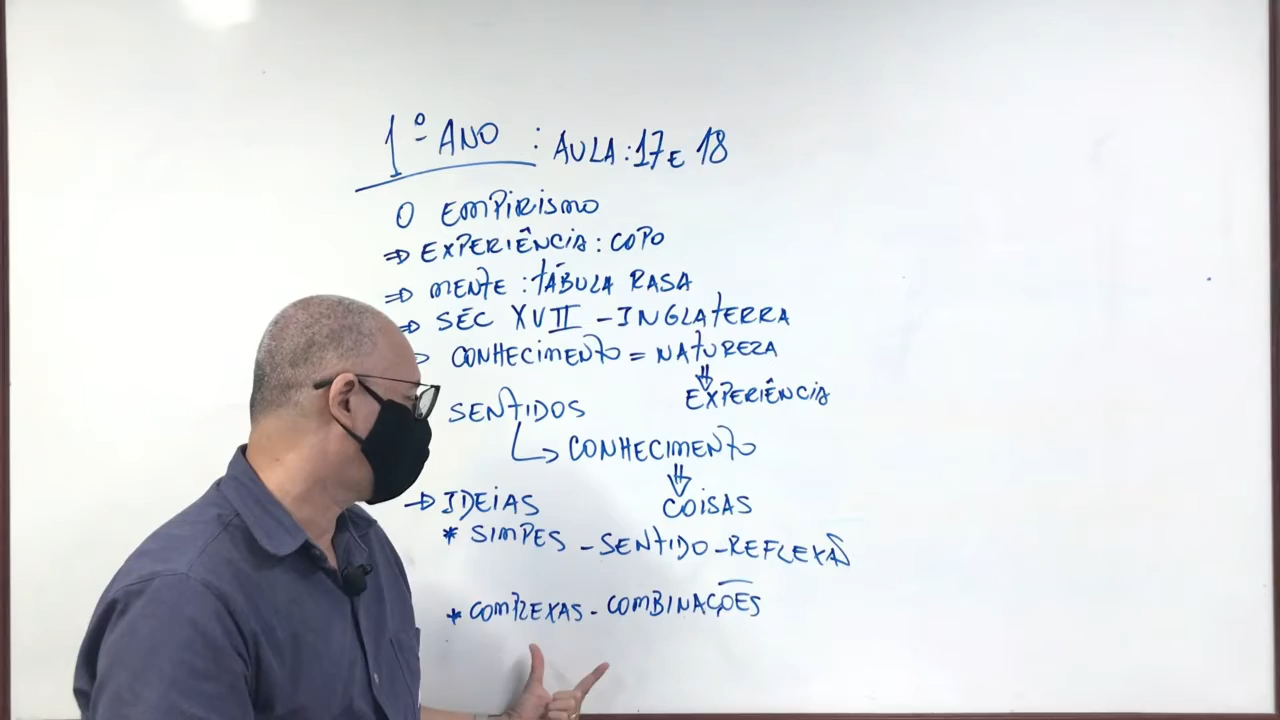 1º ANO : AULA : 17 E 18
O EMPIRISMO
⇒ EXPERIÊNCIA : COPO
⇒ MENTE : TÁBULA RASA
⇒ SÉC XVII - INGLATERRA
⇒ CONHECIMENTO = NATUREZA
⇓
EXPERIÊNCIA
SENTIDOS
↳ CONHECIMENTO
⇓
→ IDEIAS COISAS
* SIMPES - SENTIDO - REFLEXÃ
* COMPLEXAS - COMBINAÇÕES